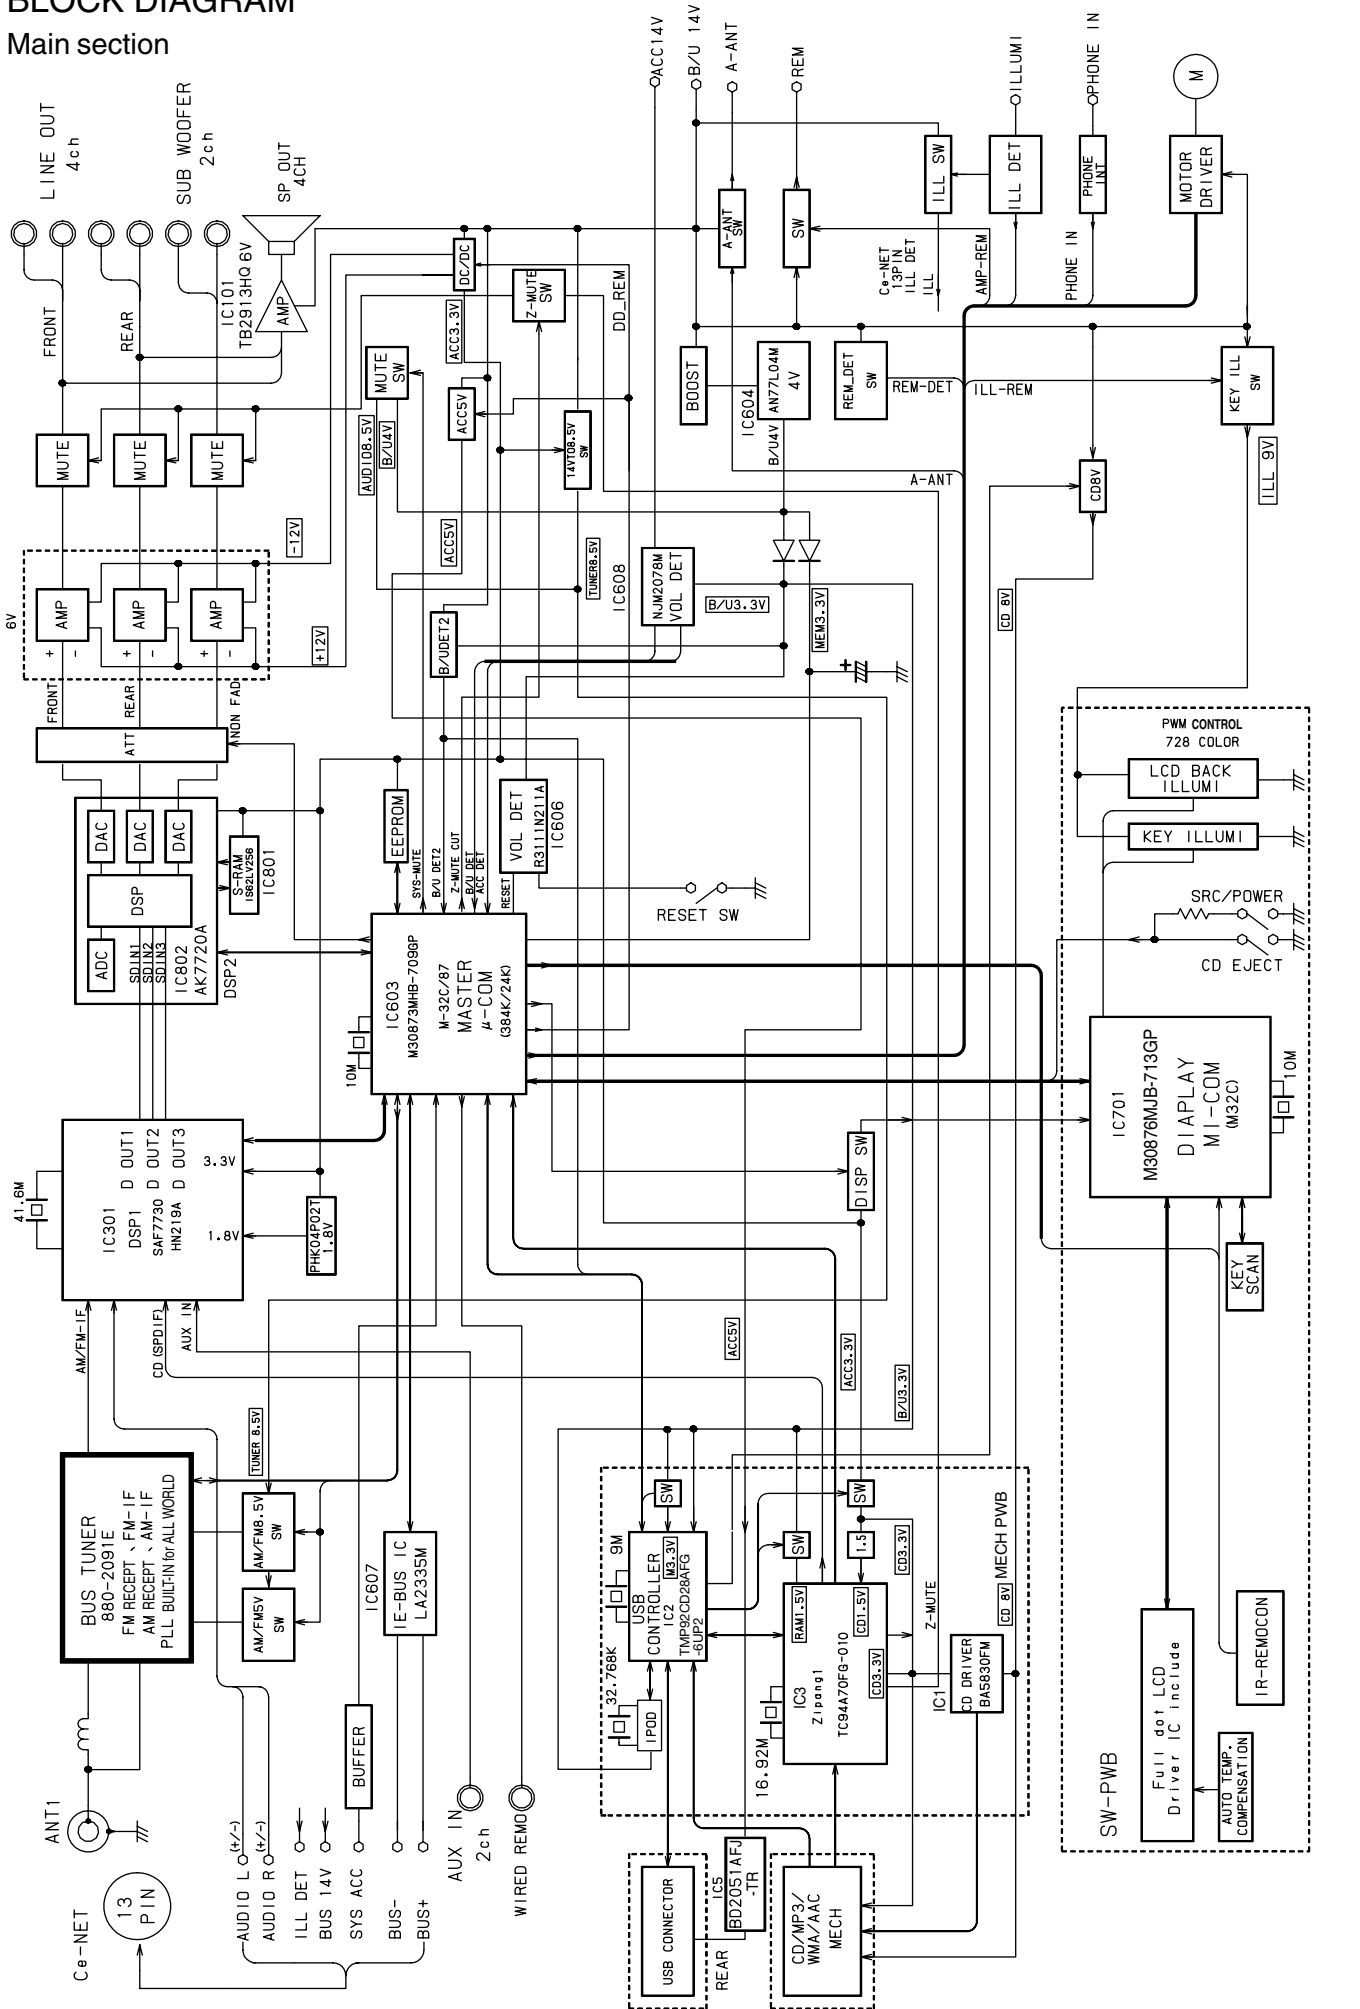 BLOCK DIAGRAM
Main section
LINE OUT
4ch
SUB WOOFER
2ch
SP OUT
4CH
FRONT
REAR
IC101
TB2913HQ 6V
AMP
MUTE
MUTE
MUTE
6V
AMP
AMP
AMP
+
-
+
-
+
-
-12V
+12V
FRONT
REAR
NON FAD
ATT
DAC
DAC
DAC
DSP
ADC
SDIN1
SDIN2
SDIN3
IC802
AK7720A
DSP2
S-RAM
IS62LV256
IC801
41.6M
IC301
DSP1
SAF7730
HN219A
D OUT1
D OUT2
D OUT3
3.3V
1.8V
PHK04P02T
1.8V
AM/FM-IF
CD(SPDIF)
AUX IN
BUS TUNER
880-2091E
FM RECEPT、FM-IF
AM RECEPT、AM-IF
PLL BUILT-IN for ALL WORLD
TUNER 8.5V
AM/FM8.5V
SW
AM/FM5V
SW
ANT1
Ce-NET
13
PIN
AUDIO L
(+/-)
AUDIO R
(+/-)
ILL DET
BUS 14V
SYS ACC
BUS-
BUS+
BUFFER
IC607
IE-BUS IC
LA2335M
AUX IN
2ch
WIRED REMO
MUTE
SW
AUDIO8.5V
B/U4V
ACC3.3V
ACC5V
DC/DC
Z-MUTE
SW
DD_REM
14VTO8.5V
SW
ACC5V
TUNER8.5V
B/UDET2
IC608
NJM2078M
VOL DET
B/U3.3V
MEM3.3V
EEPROM
SYS-MUTE
B/U DET2
Z-MUTE CUT
B/U DET
ACC DET
RESET
VOL DET
R3111N211A
IC606
RESET SW
10M
IC603
M30873MHB-709GP
M-32C/87
MASTER
μ-COM
(384K/24K)
ACC14V
B/U 14V
A-ANT
REM
ILLUMI
PHONE IN
M
A-ANT
SW
SW
ILL SW
ILL DET
PHONE
INT
MOTOR
DRIVER
Ce-NET
13PIN
ILL DET
ILL
AMP-REM
PHONE IN
BOOST
IC604
AN77L04M
4V
B/U4V
REM_DET
SW
REM-DET
ILL-REM
A-ANT
KEY ILL
SW
ILL 9V
CD8V
CD 8V
PWM CONTROL
728 COLOR
LCD BACK
ILLUMI
KEY ILLUMI
SRC/POWER
CD EJECT
IC701
M30876MJB-713GP
DIAPLAY
MI-COM
(M32C)
10M
KEY
SCAN
DISP SW
ACC5V
ACC3.3V
B/U3.3V
SW
SW
SW
1.5
9M
USB
CONTROLLER
IC2
TMP92CD28AFG
-6UP2
M3.3V
32.768K
IPOD
RAM1.5V
CD1.5V
CD3.3V
CD3.3V
IC3
Zipang1
TC94A70FG-010
16.92M
Z-MUTE
IC1
CD DRIVER
BA5830FM
CD 8V
MECH PWB
USB CONNECTOR
REAR
IC5
BD2051AFJ
-TR
CD/MP3/
WMA/AAC
MECH
SW-PWB
Full dot LCD
Driver IC include
AUTO TEMP.
COMPENSATION
IR-REMOCON